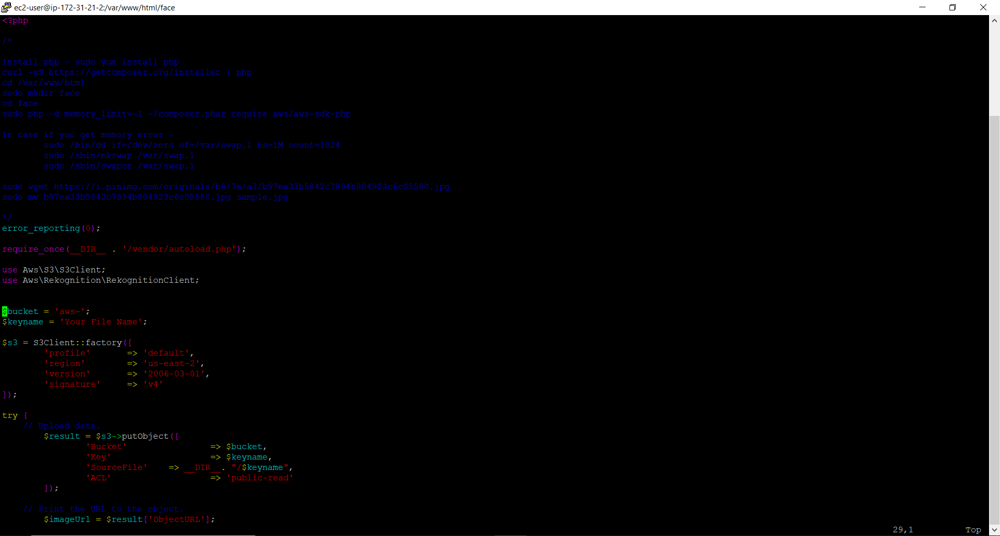 ec2-user@ip-172-31-21-2:/var/www/html/face
<?php
/*
Install php - sudo yum install php
curl -sS https://getcomposer.org/installer | php
cd /var/www/html
sudo mkdir face
cd face
sudo php -d memory_limit=-1 ~/composer.phar require aws/aws-sdk-php
In case if you get memory error -
sudo /bin/dd if=/dev/zero of=/var/swap.1 bs=1M count=1024
sudo /sbin/mkswap /var/swap.1
sudo /sbin/swapon /var/swap.1
sudo wget https://i.pinimg.com/originals/b9/7e/a3/b97ea33b5842c7894b804923c6c05580.jpg
sudo mv b97ea33b5842c7894b804923c6c05580.jpg sample.jpg
*/
error_reporting(0);
require_once(__DIR__ . '/vendor/autoload.php');
use Aws\S3\S3Client;
use Aws\Rekognition\RekognitionClient;
$bucket = 'aws-';
$keyname = 'Your File Name';
$s3 = S3Client::factory([
'profile' => 'default',
'region' => 'us-east-2',
'version' => '2006-03-01',
'signature' => 'v4'
]);
try {
// Upload data.
$result = $s3->putObject([
'Bucket' => $bucket,
'Key' => $keyname,
'SourceFile' => __DIR__. "/$keyname",
'ACL' => 'public-read'
]);
// Print the URL to the object.
$imageUrl = $result['ObjectURL'];
29,1 Top